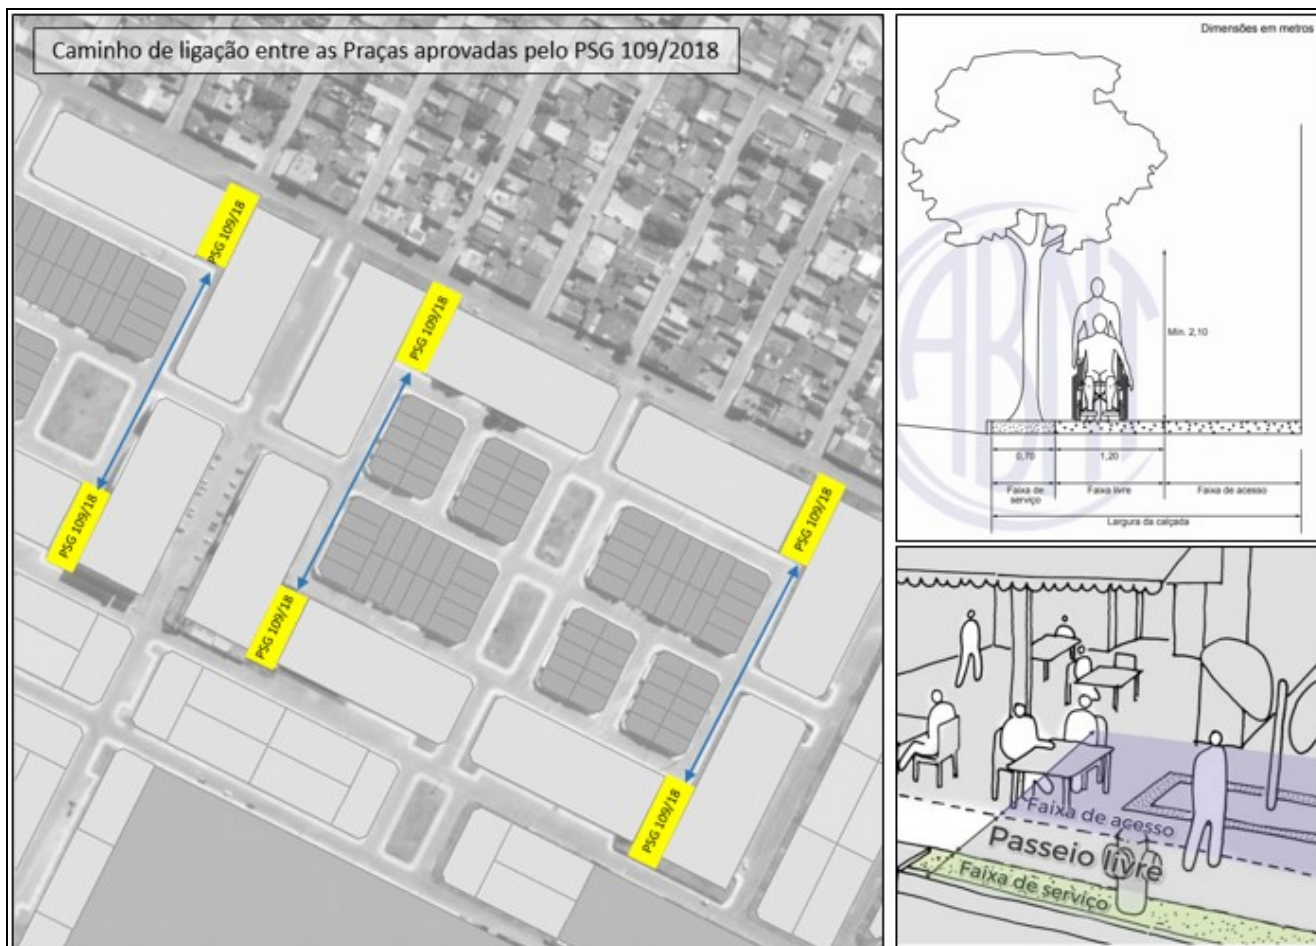 Caminho de ligação entre as Praças aprovadas pelo PSG 109/2018
PSG 109/18
PSG 109/18
PSG 109/18
PSG 109/18
PSG 109/18
PSG 109/18
Dimensões em metros
ABNT
Mín. 2,10
0,70
1,20
Faixa de
serviço
Faixa livre
Faixa de acesso
Largura da calçada
Faixa de acesso
Passeio livre
Faixa de serviço